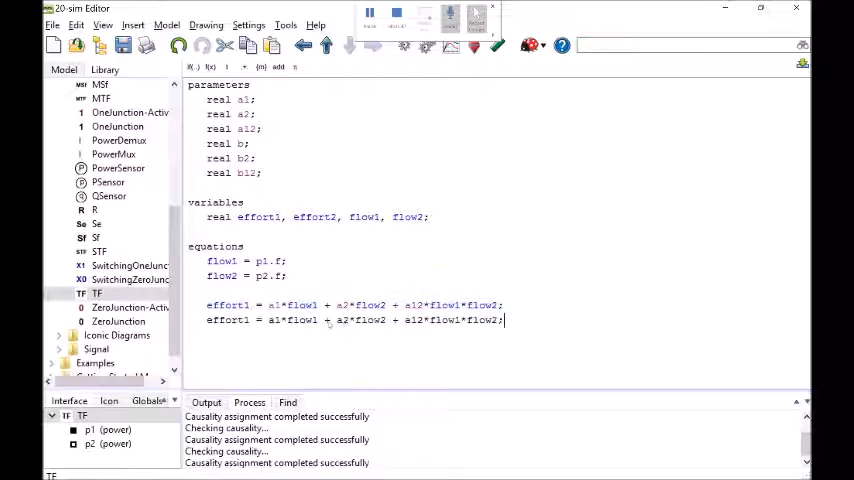 20-sim Editor
File Edit View Insert Model Drawing Settings Tools Help
if(..) f(x) {m} add
Model Library
MSf
MTF
OneJunction-Activ
OneJunction
PowerDemux
PowerMux
PowerSensor
PSensor
QSensor
R
Se
Sf
STF
SwitchingOneJunc
SwitchingZeroJunc
TF
ZeroJunction-Activ
ZeroJunction
Iconic Diagrams
Signal
Examples
parameters
real a1;
real a2;
real a12;
real b;
real b2;
real b12;
variables
real effort1, effort2, flow1, flow2;
equations
flow1 = p1.f;
flow2 = p2.f;
effort1 = a1*flow1 + a2*flow2 + a12*flow1*flow2;
effort1 = a1*flow1 + a2*flow2 + a12*flow1*flow2;
Interface Icon Globals
TF
p1 (power)
p2 (power)
Output Process Find
Causality assignment completed successfully
Checking causality...
Causality assignment completed successfully
Checking causality...
Causality assignment completed successfully
TF